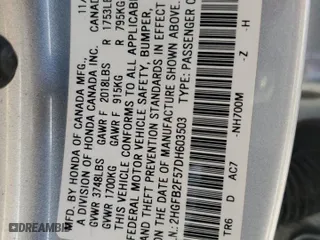 MFD. BY HONDA OF CANADA MFG. 11/
A DIVISION OF HONDA CANADA INC. CANADA
GVWR 3748LBS GAWR F 2018LBS R 1753LB
GVWR 1700KG GAWR F 915KG R 795KG
THIS VEHICLE CONFORMS TO ALL APPLICABLE
FEDERAL MOTOR VEHICLE SAFETY, BUMPER,
AND THEFT PREVENTION STANDARDS IN EFFECT
ON THE DATE OF MANUFACTURE SHOWN ABOVE.
V.I.N.: 2HGFB2F57DH603503 TYPE: PASSENGER C
TR6 D AC7 -NH700M -Z -H